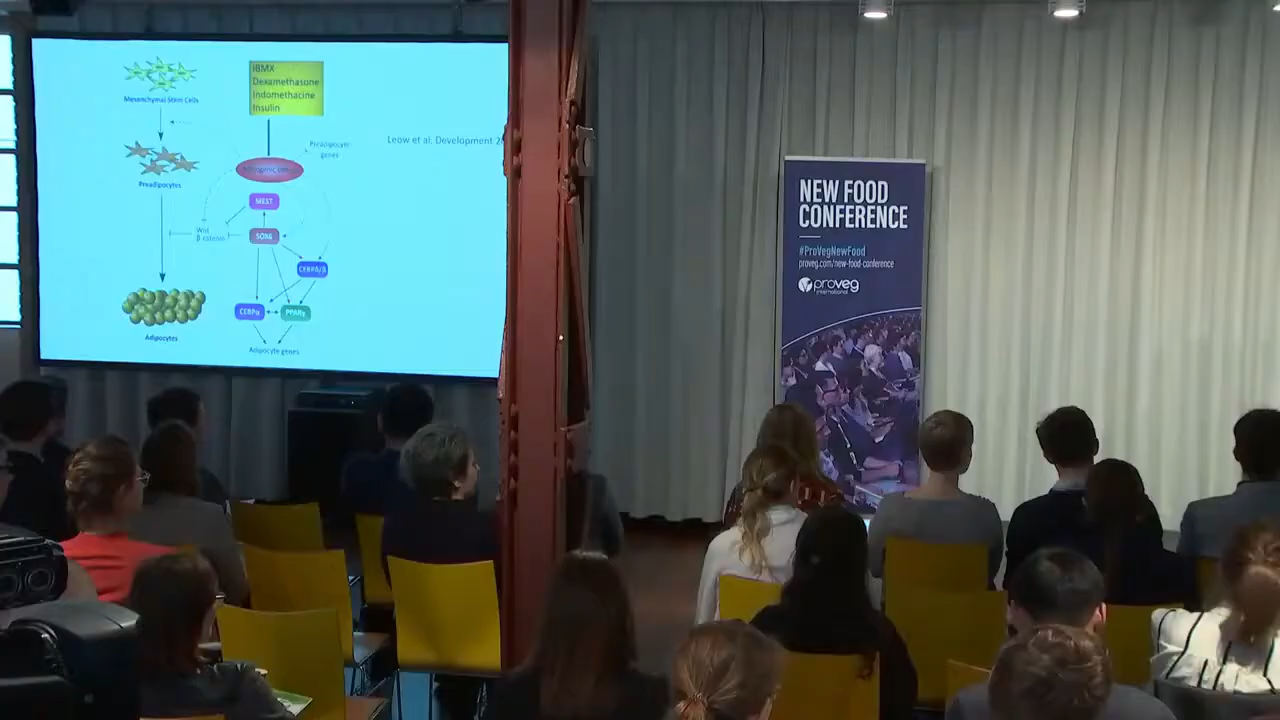 IBMX
Dexamethasone
Indomethacine
Insulin
Mesenchymal Stem Cells
Preadipocyte
genes
Leow et al. Development
Preadipocytes
MEST
Wnt
β catenin
SOX6
CEBPα
PPARγ
Adipocytes
Adipocyte genes
NEW FOOD
CONFERENCE
#ProVegNewFood
proveg.com/new-food-conference
proveg
international